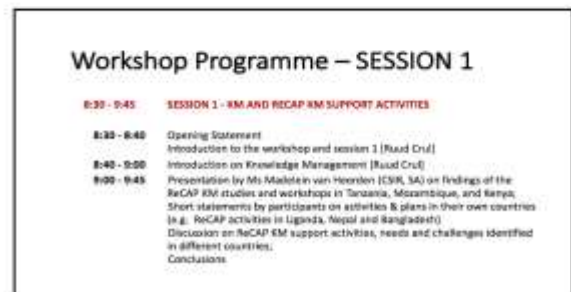 Workshop Programme – SESSION 1
8:30 - 9:45 SESSION 1 - KM AND RECAP KM SUPPORT ACTIVITIES
8:30 - 8:40 Opening Statement
Introduction to the workshop and session 1 (Ruud Crul)
8:40 - 9:00 Introduction on Knowledge Management (Ruud Crul)
9:00 - 9:45 Presentation by Ms Madelein van Heerden (CSIR, SA) on findings of the
ReCAP KM studies and workshops in Tanzania, Mozambique, and Kenya;
Short statements by participants on activities & plans in their own countries
(e.g. ReCAP activities in Uganda, Nepal and Bangladesh)
Discussion on ReCAP KM support activities, needs and challenges identified
in different countries;
Conclusions